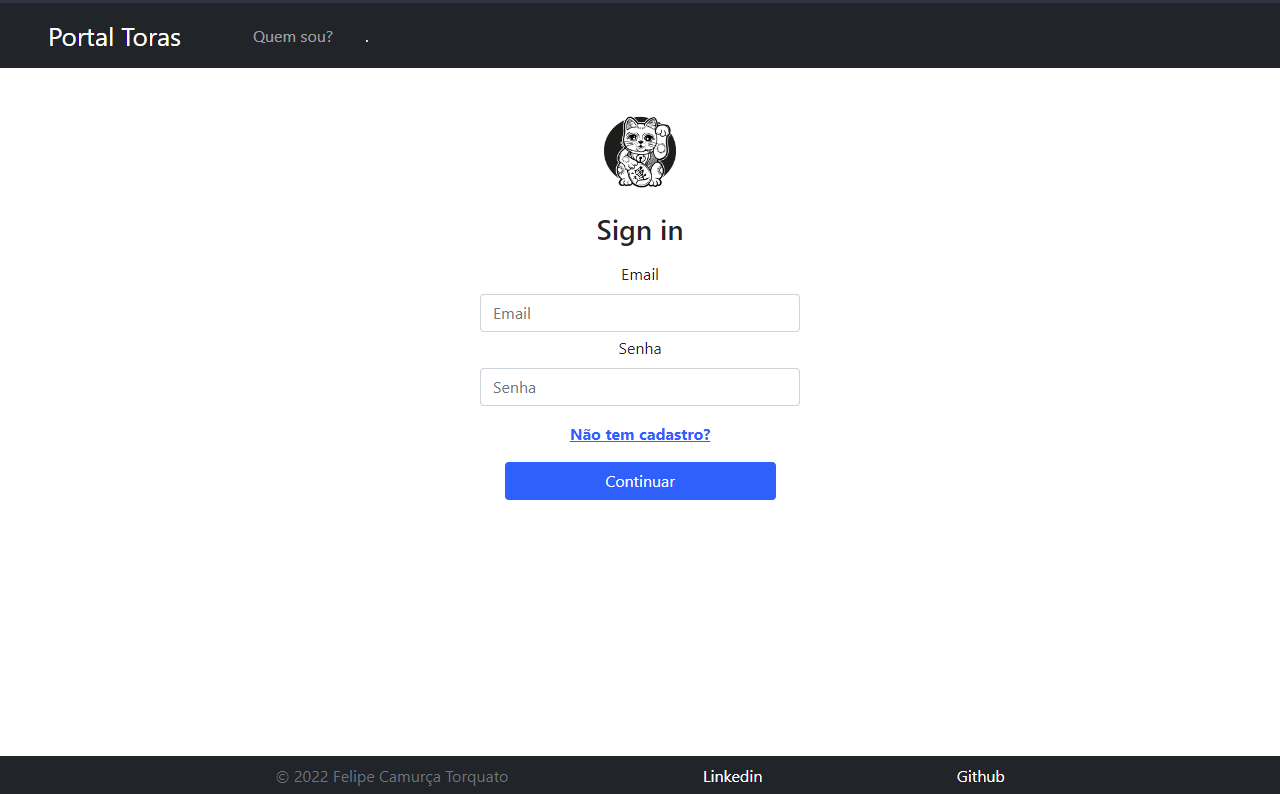 Portal Toras Quem sou? .
Sign in
Email
Email
Senha
Senha
Não tem cadastro?
Continuar
© 2022 Felipe Camurça Torquato Linkedin Github